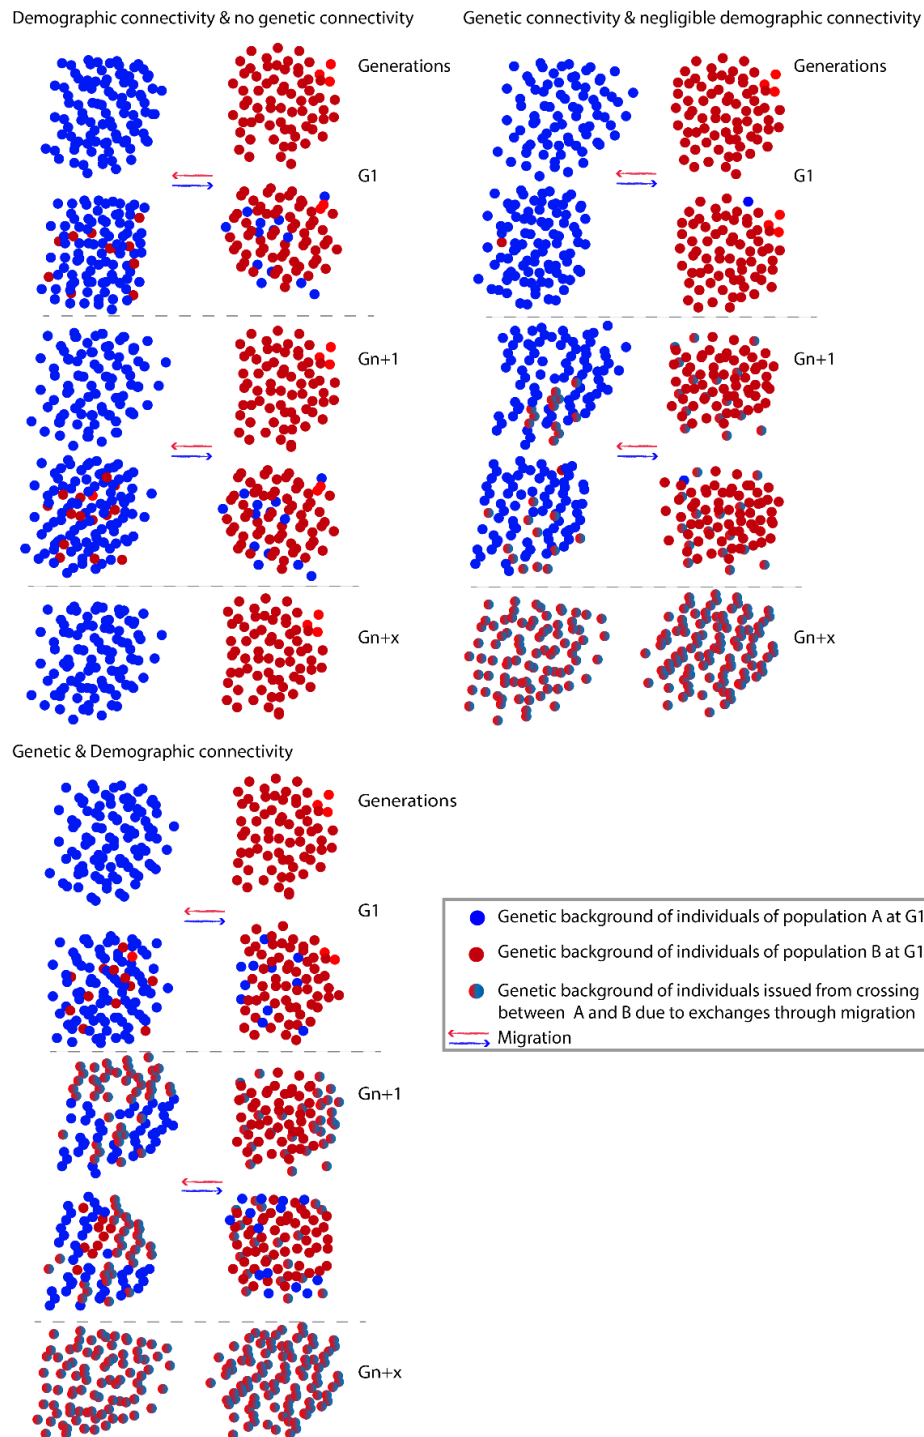 Demographic connectivity & no genetic connectivity
Generations
G1
Gn+1
Gn+x
Genetic connectivity & negligible demographic connectivity
Generations
G1
Gn+1
Gn+x
Genetic & Demographic connectivity
Generations
G1
Gn+1
Gn+x
Genetic background of individuals of population A at G1
Genetic background of individuals of population B at G1
Genetic background of individuals issued from crossing
between A and B due to exchanges through migration
Migration